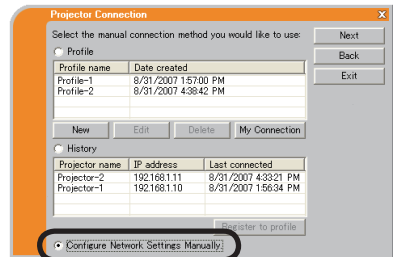 Projector Connection
Select the manual connection method you would like to use:
Next
Back
Exit
Profile
Profile name Date created
Profile-1 8/31/2007 1:57:00 PM
Profile-2 8/31/2007 4:38:42 PM
New Edit Delete My Connection
History
Projector name IP address Last connected
Projector-2 192.168.1.11 8/31/2007 4:33:21 PM
Projector-1 192.168.1.10 8/31/2007 1:56:34 PM
Register to profile
Configure Network Settings Manually.